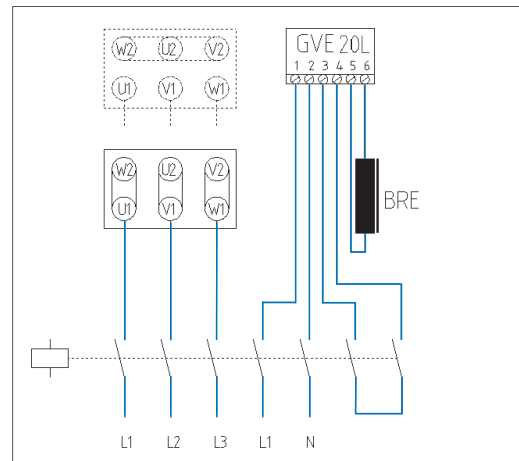 W2 U2 V2
U1 V1 W1
W2 U2 V2
U1 V1 W1
GVE 20L
1 2 3 4 5 6
BRE
L1 L2 L3 L1 N